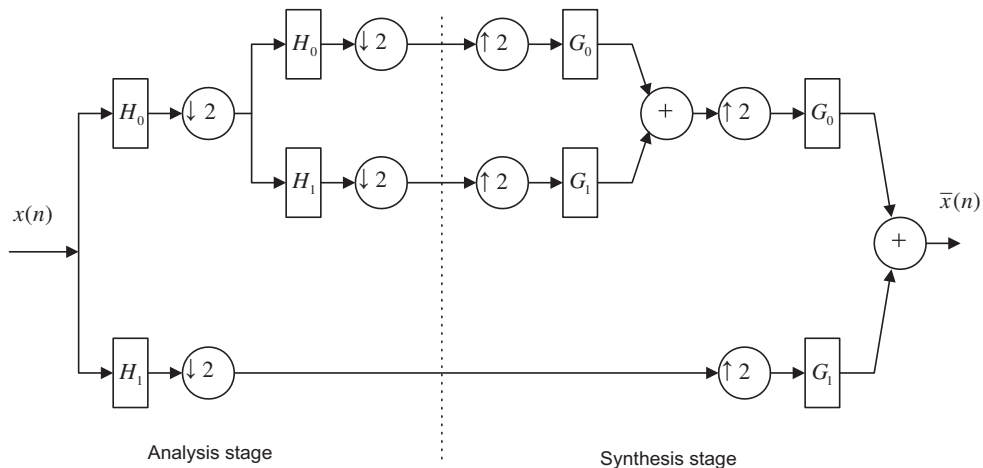 H₀ ↓2 ↑2 G₀
H₀ ↓2 + ↑2 G₀
H₁ ↓2 ↑2 G₁
x(n) x̅(n)
+
H₁ ↓2 ↑2 G₁
Analysis stage Synthesis stage